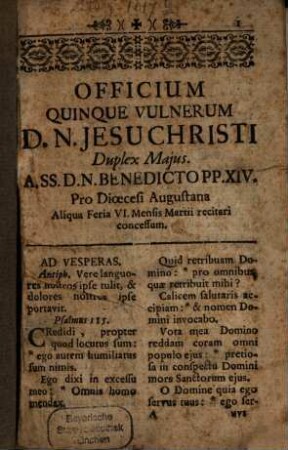 OFFICIUM
QUINQUE VULNERUM
D. N. JESU CHRISTI
Duplex Majus.
A. SS. D. N. BENEDICTO PP. XIV.
Pro Diœcesi Augustana
Aliqua Feria VI. Mensis Martii recitari
concessum.
AD VESPERAS.
Antiph. Vere languo-
res nostros ipse tulit, &
dolores nostros ipse
portavit.
Psalmus 115.
CRedidi propter
quod locutus sum:
* ego autem humiliatus
sum nimis.
Ego dixi in excessu
meo: * Omnis homo
mendax.
Quid retribuam Do-
mino: * pro omnibus
quæ retribuit mihi?
Calicem salutaris ac-
cipiam: * & nomen Do-
mini invocabo.
Vota mea Domino
reddam coram omni
populo ejus: * pretio-
sa in conspectu Domini
mors Sanctorum ejus.
O Domine quia ego
servus tuus: * ego ser-
A
vus
Bayerische
Staatsbibliothek
München